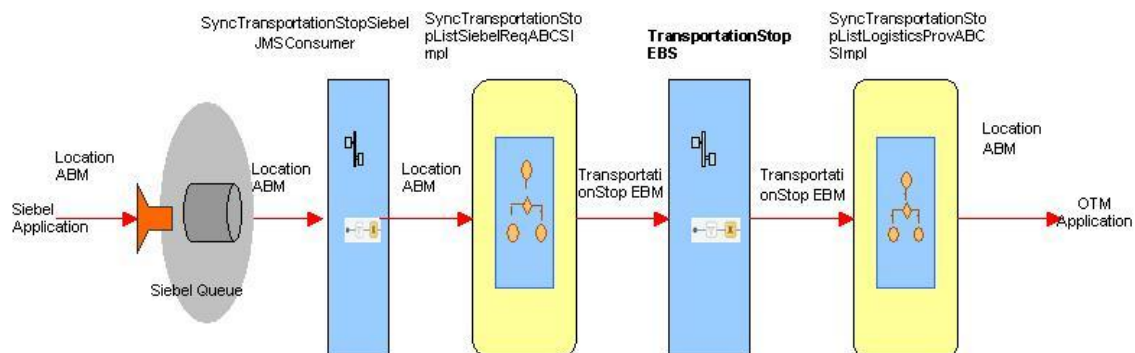 SyncTransportationStopSiebel
JMSConsumer
SyncTransportationSto
pListSiebelReqABCSI
mpl
TransportationStop
EBS
SyncTransportationSto
pListLogisticsProvABC
SImpl
Location
ABM
Location
ABM
Location
ABM
Transportati
onStop EBM
Transportati
onStop EBM
Location
ABM
Siebel
Application
OTM
Application
Siebel Queue